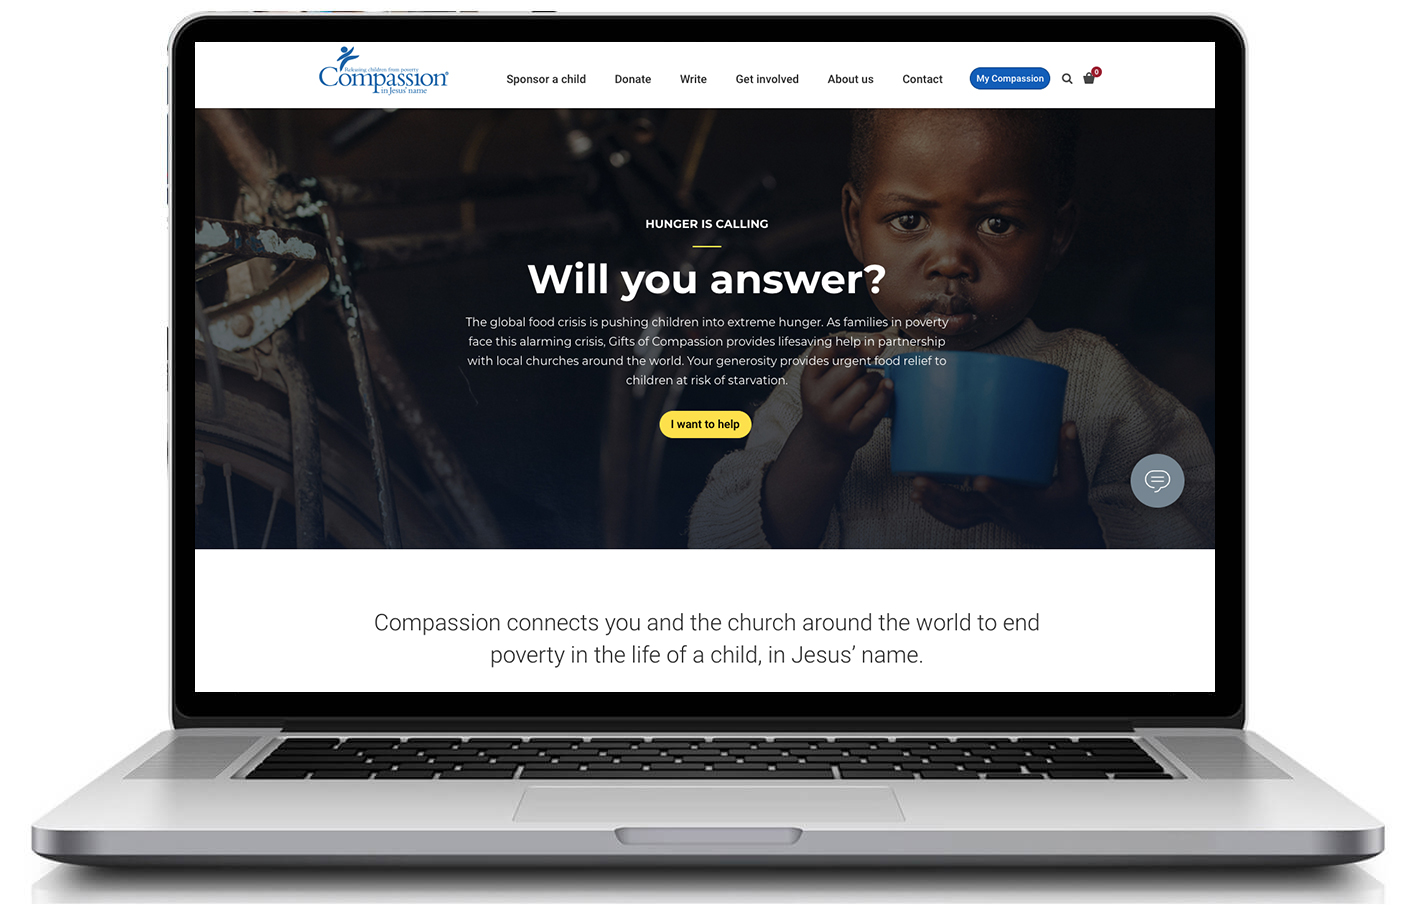 Releasing children from poverty
Compassion®
in Jesus' name
Sponsor a child
Donate
Write
Get involved
About us
Contact
My Compassion
0
HUNGER IS CALLING
Will you answer?
The global food crisis is pushing children into extreme hunger. As families in poverty
face this alarming crisis, Gifts of Compassion provides lifesaving help in partnership
with local churches around the world. Your generosity provides urgent food relief to
children at risk of starvation.
I want to help
Compassion connects you and the church around the world to end
poverty in the life of a child, in Jesus’ name.